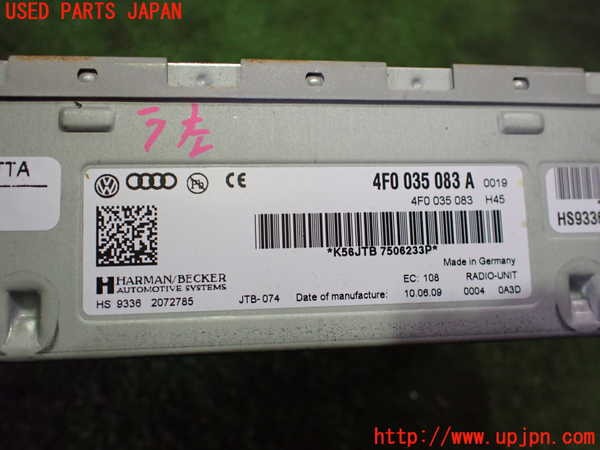 USED PARTS JAPAN
ラ左
TTA
Pb
CE
4F0 035 083 A 0019
4F0 035 083 H45
*K56JTB 7506233P*
HS9336
Made in Germany
HARMAN/BECKER
AUTOMOTIVE SYSTEMS
EC: 108 RADIO-UNIT
HS 9336 2072785 JTB-074 Date of manufacture: 10.06.09 0004 0A3D
http://www.upjpn.com/